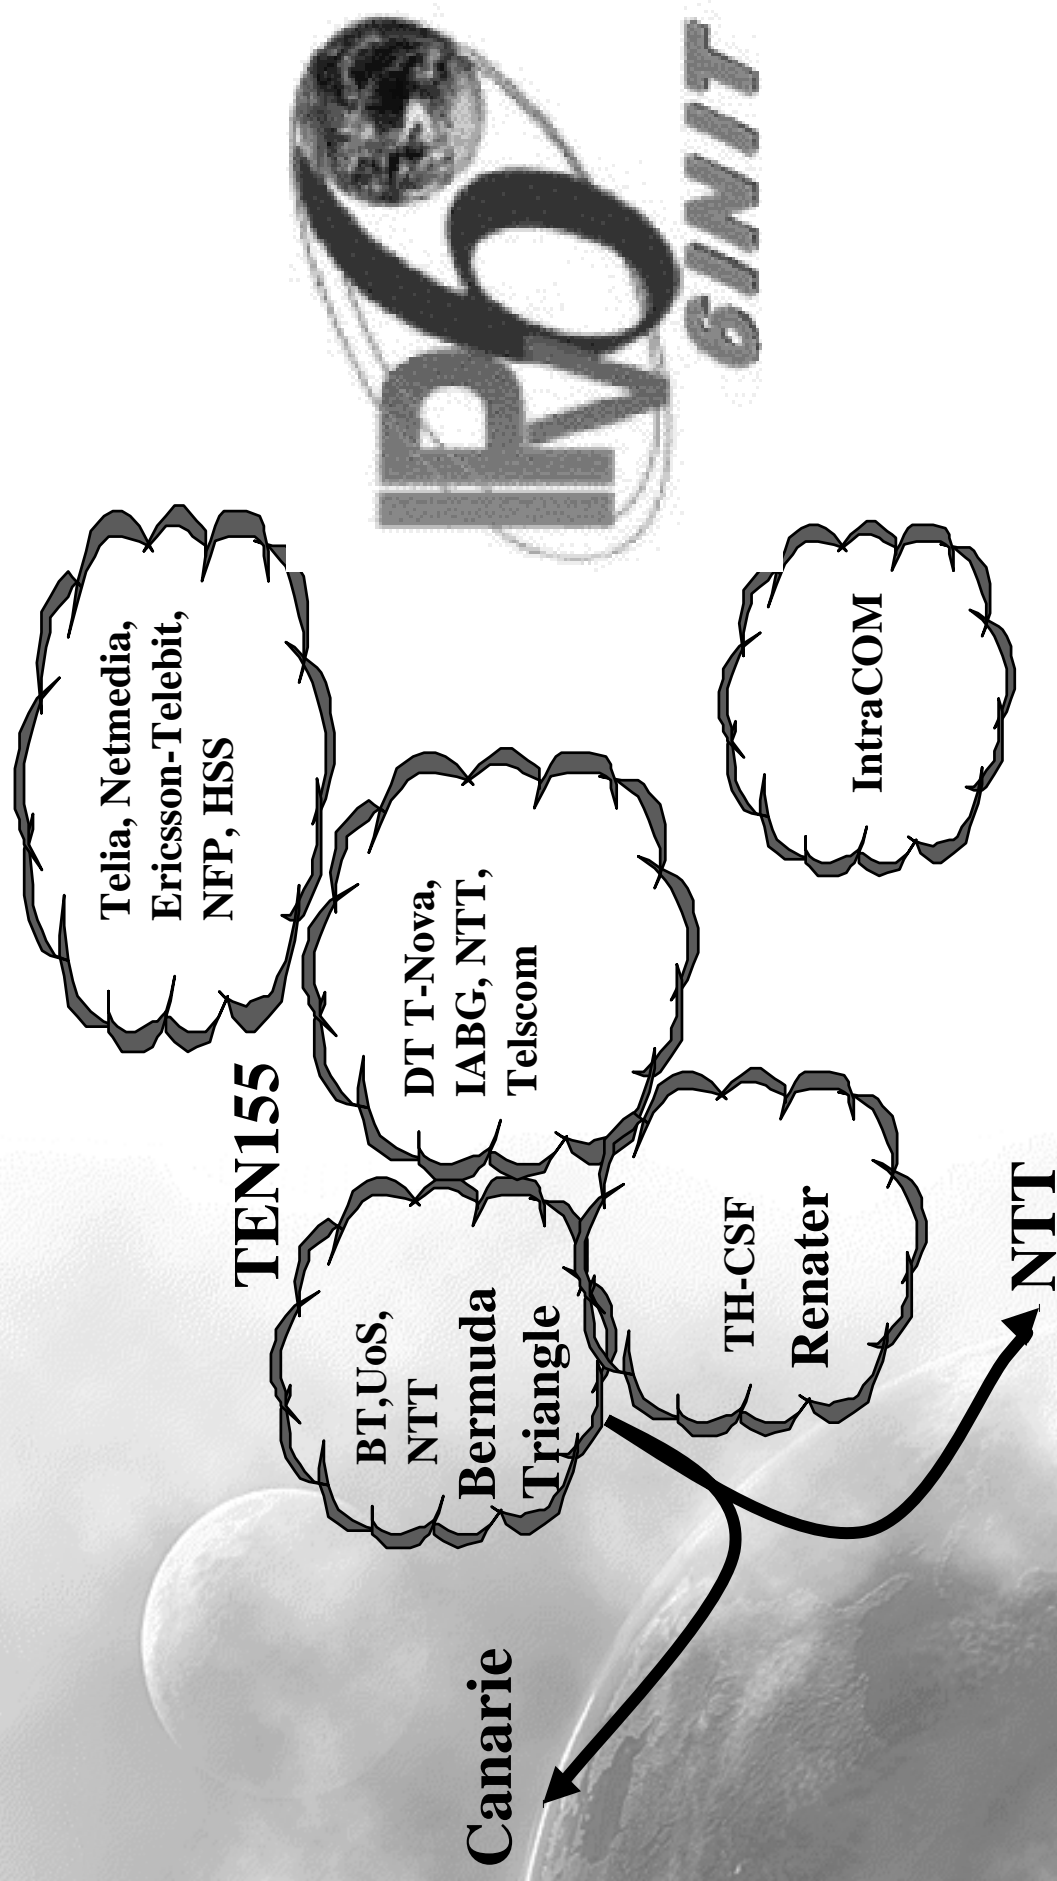 Telia, Netmedia,
Ericsson-Telebit,
NFP, HSS
TEN155
BT,UoS,
NTT
Bermuda
Triangle
DT T-Nova,
IABG, NTT,
Telscom
IPv6
6INIT
Canarie
TH-CSF
Renater
IntraCOM
NTT